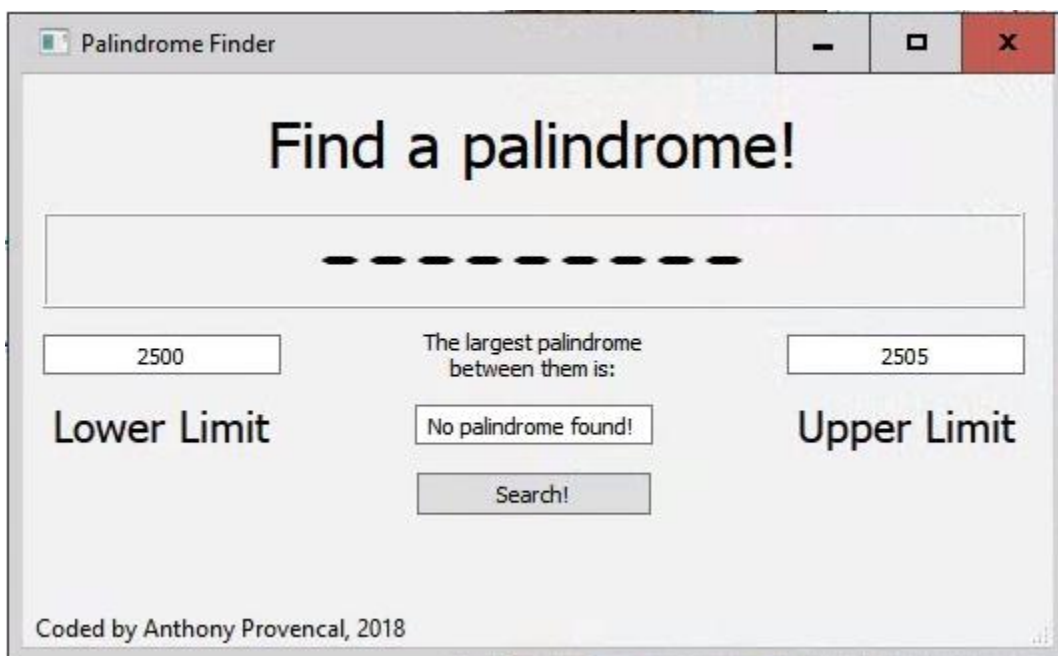 Palindrome Finder
Find a palindrome!
---------
2500
The largest palindrome
between them is:
2505
Lower Limit
No palindrome found!
Upper Limit
Search!
Coded by Anthony Provencal, 2018